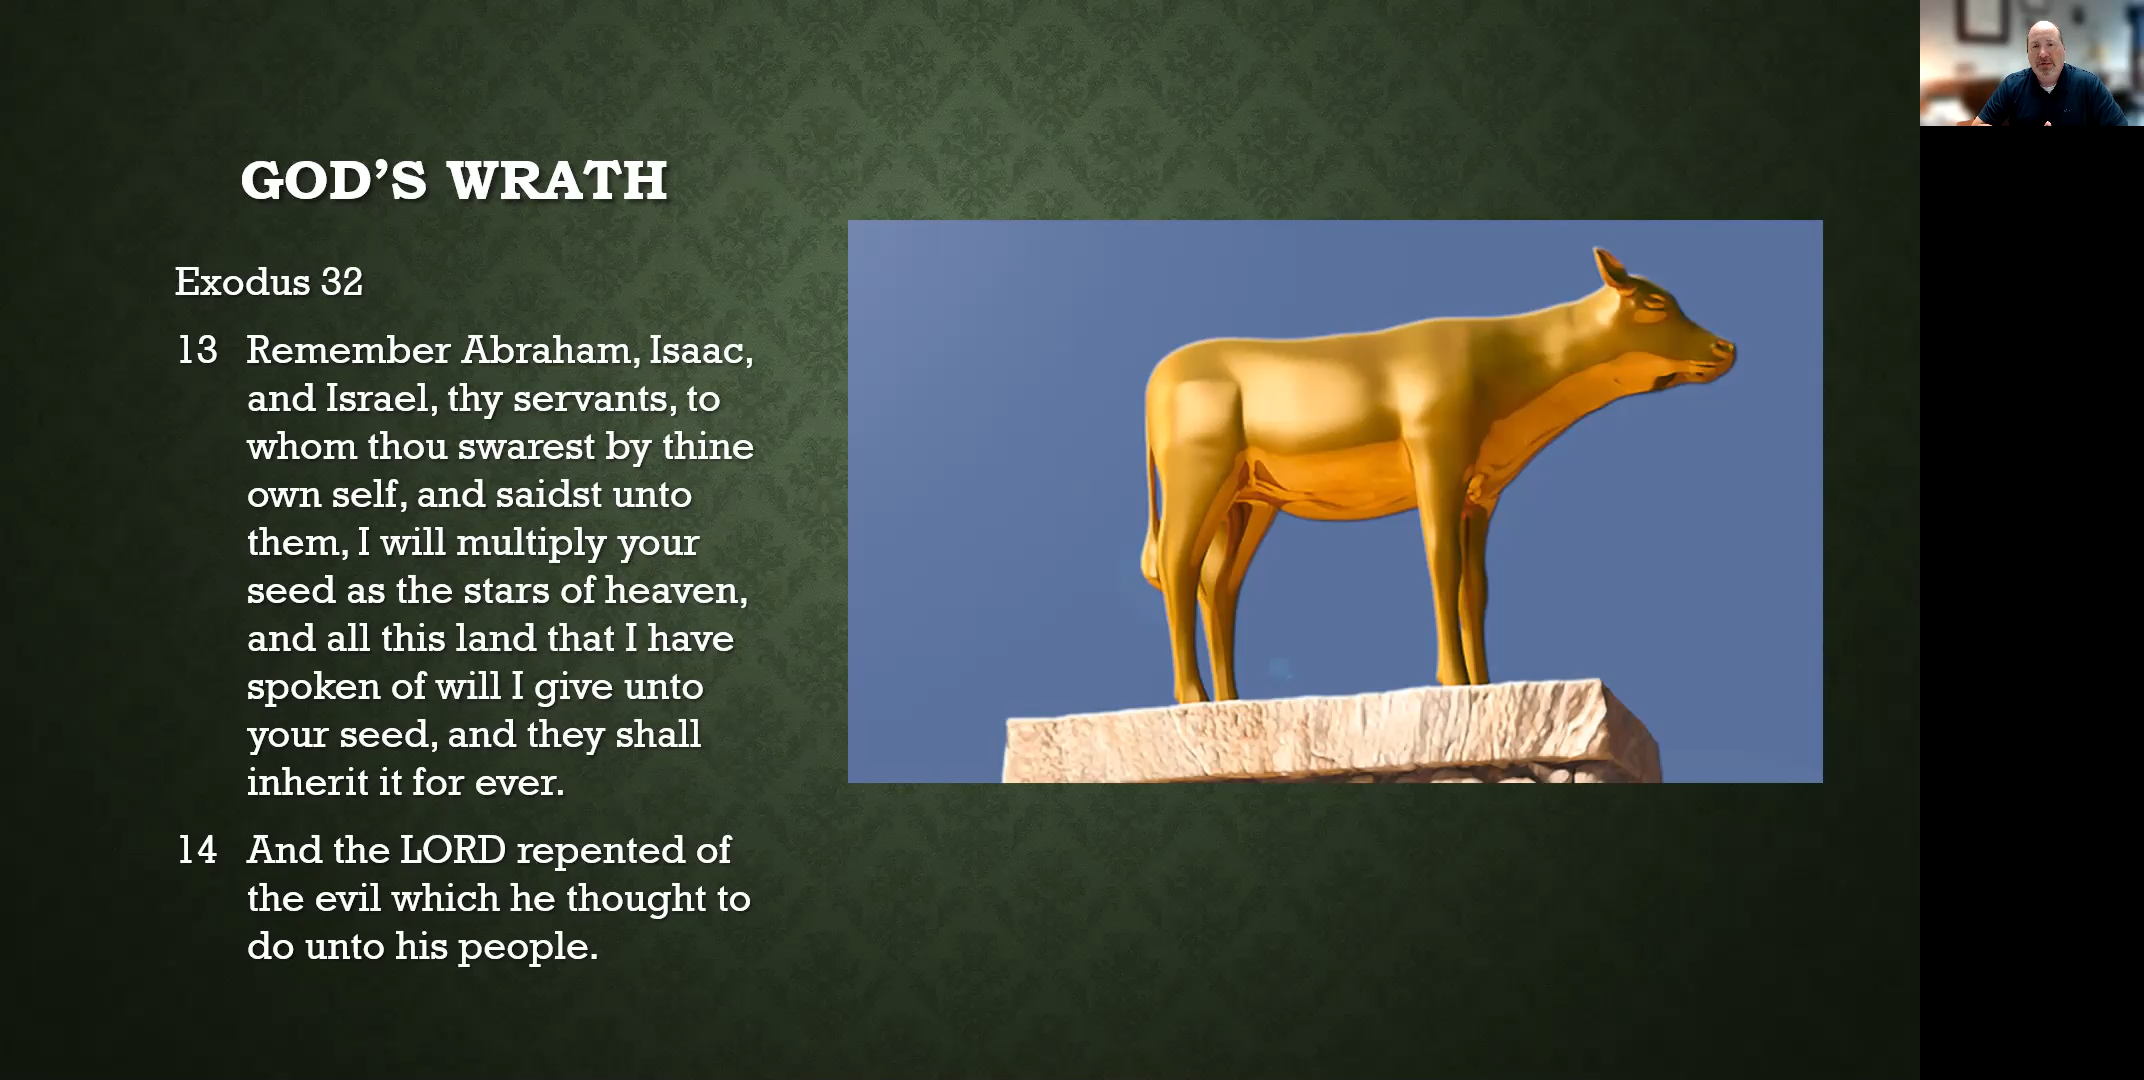 GOD’S WRATH
Exodus 32
13 Remember Abraham, Isaac,
and Israel, thy servants, to
whom thou swarest by thine
own self, and saidst unto
them, I will multiply your
seed as the stars of heaven,
and all this land that I have
spoken of will I give unto
your seed, and they shall
inherit it for ever.
14 And the LORD repented of
the evil which he thought to
do unto his people.